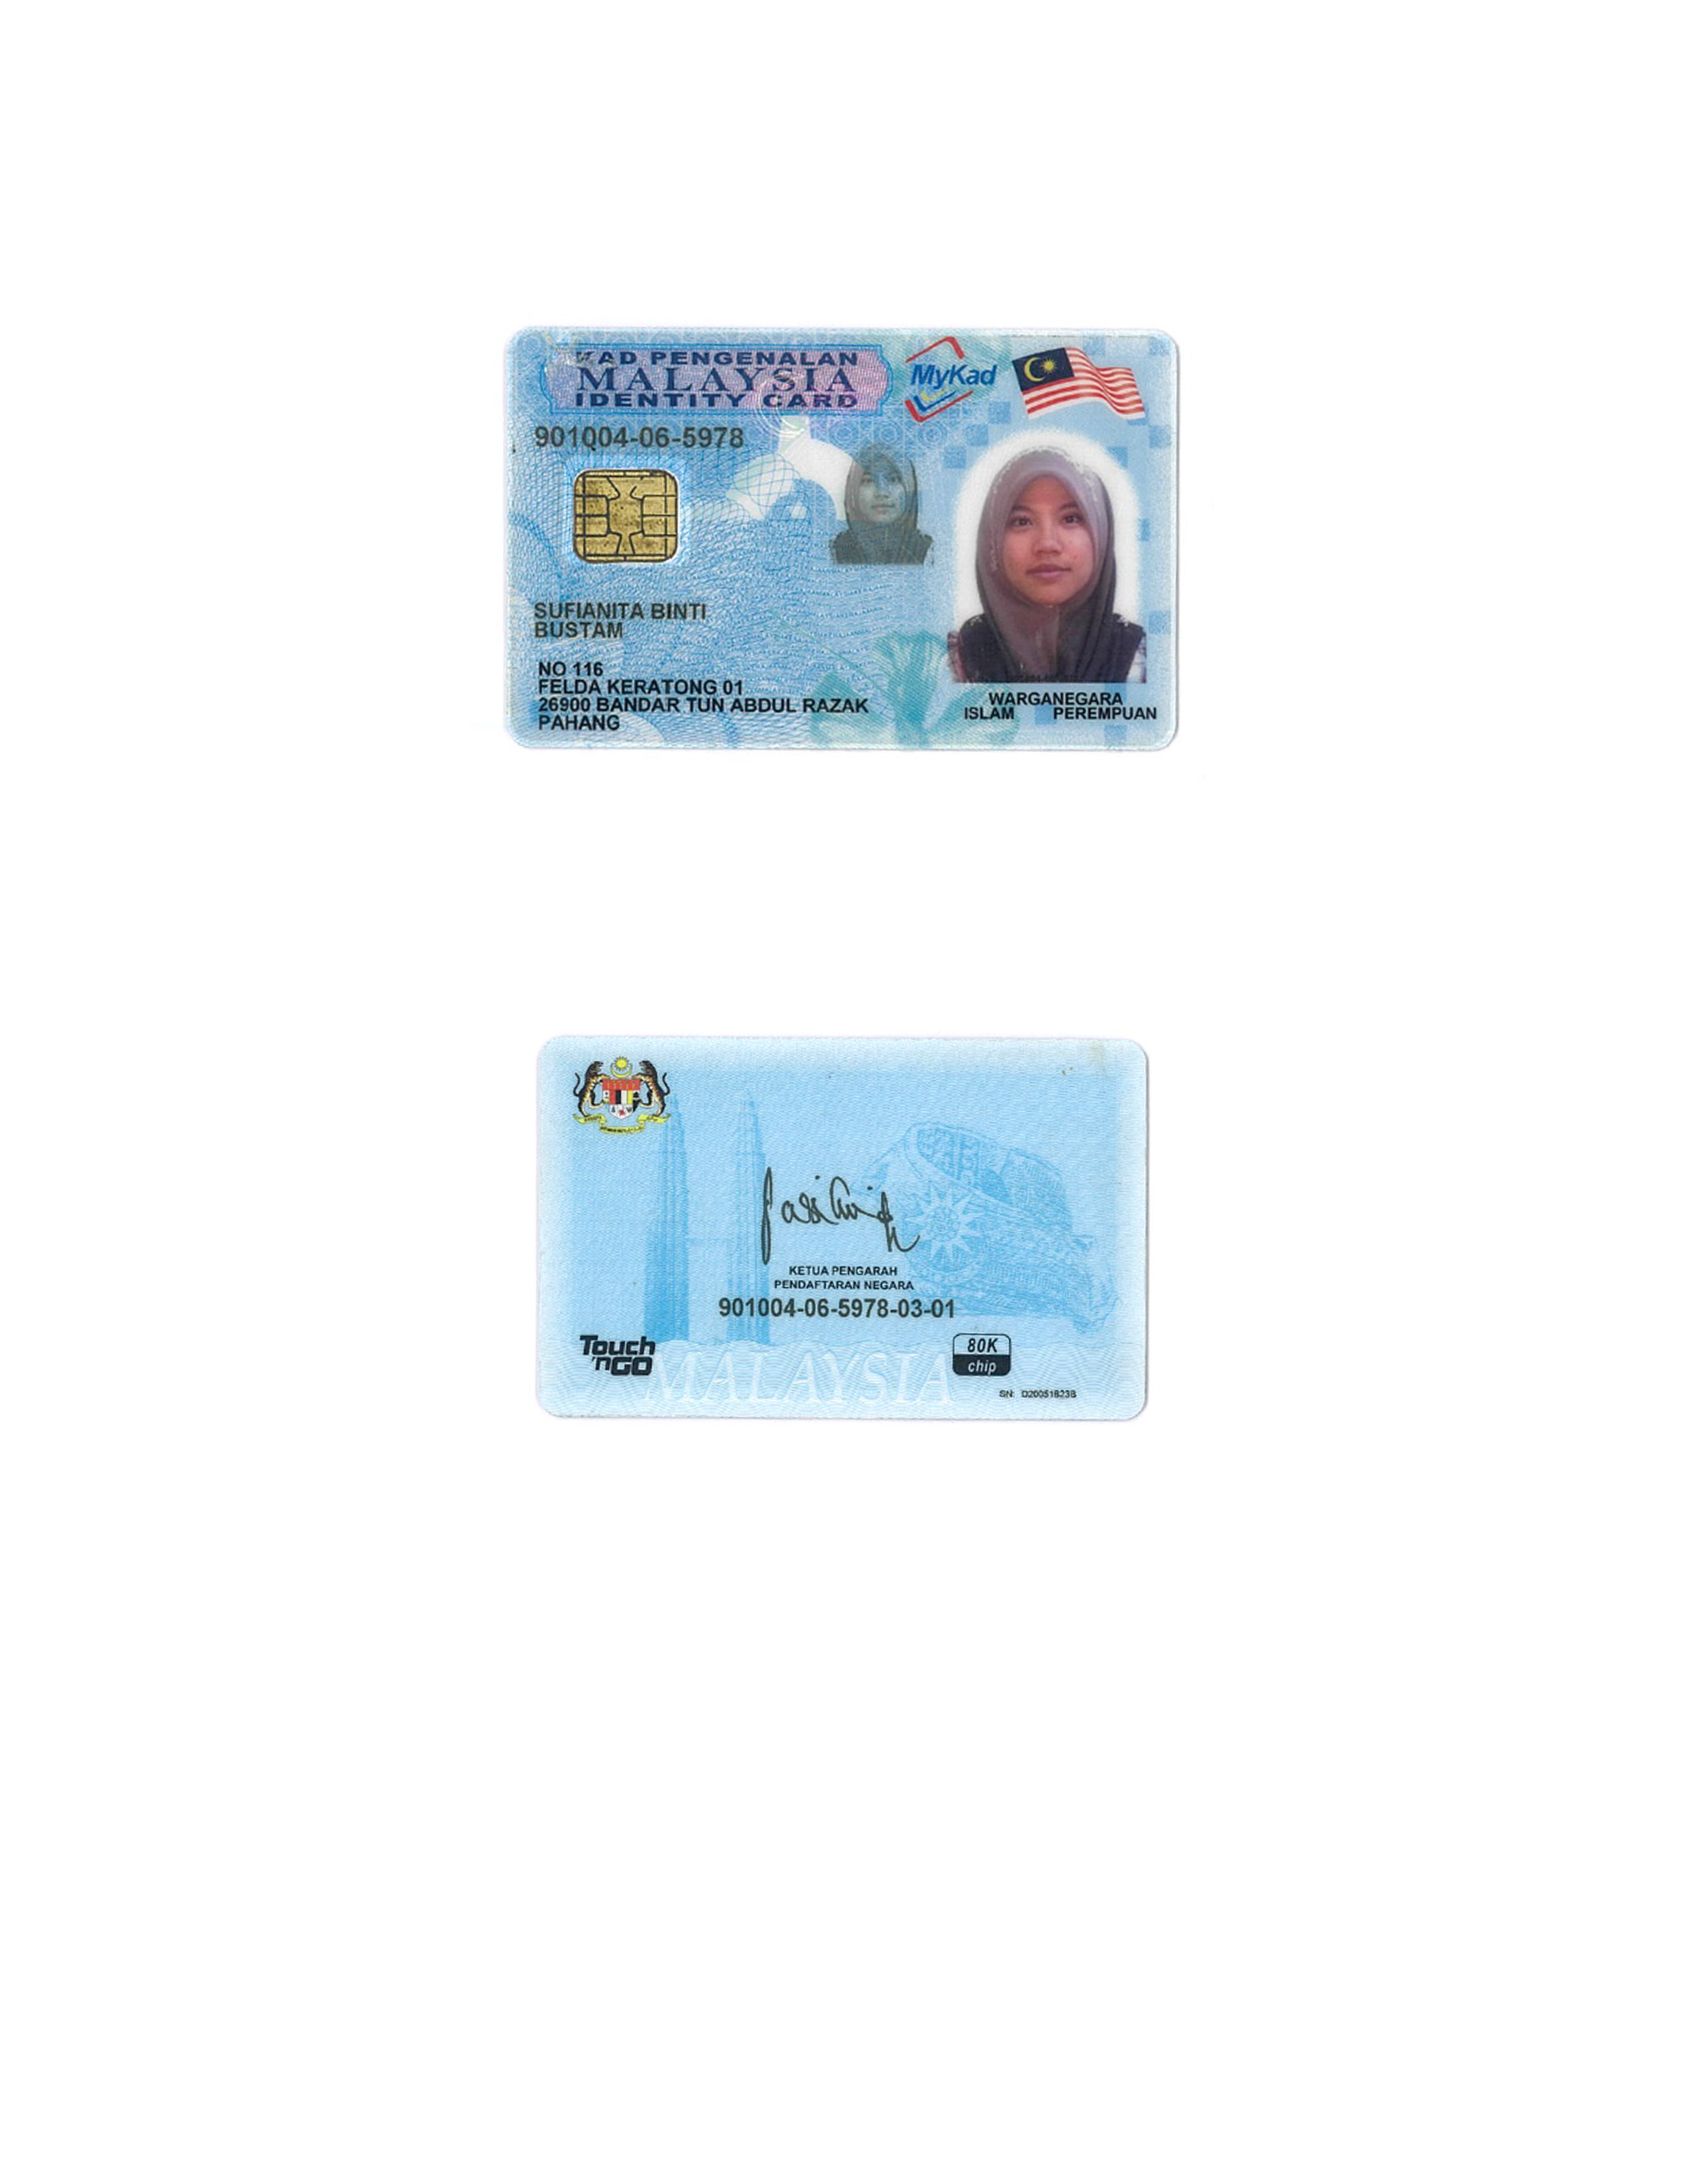 KAD PENGENALAN
MALAYSIA
IDENTITY CARD
MyKad
901004-06-5978
SUFIANITA BINTI
BUSTAM
NO 116
FELDA KERATONG 01
26900 BANDAR TUN ABDUL RAZAK
PAHANG
WARGANEGARA
ISLAM PEREMPUAN
KETUA PENGARAH
PENDAFTARAN NEGARA
901004-06-5978-03-01
Touch
'nGO
80K
chip
MALAYSIA